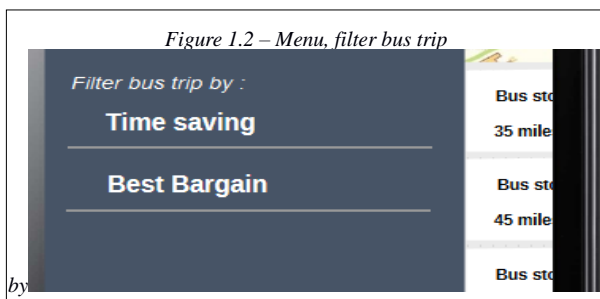 Figure 1.2 – Menu, filter bus trip
Filter bus trip by :
Time saving
Best Bargain
Bus sto
35 mile
Bus sto
45 mile
Bus sto
by